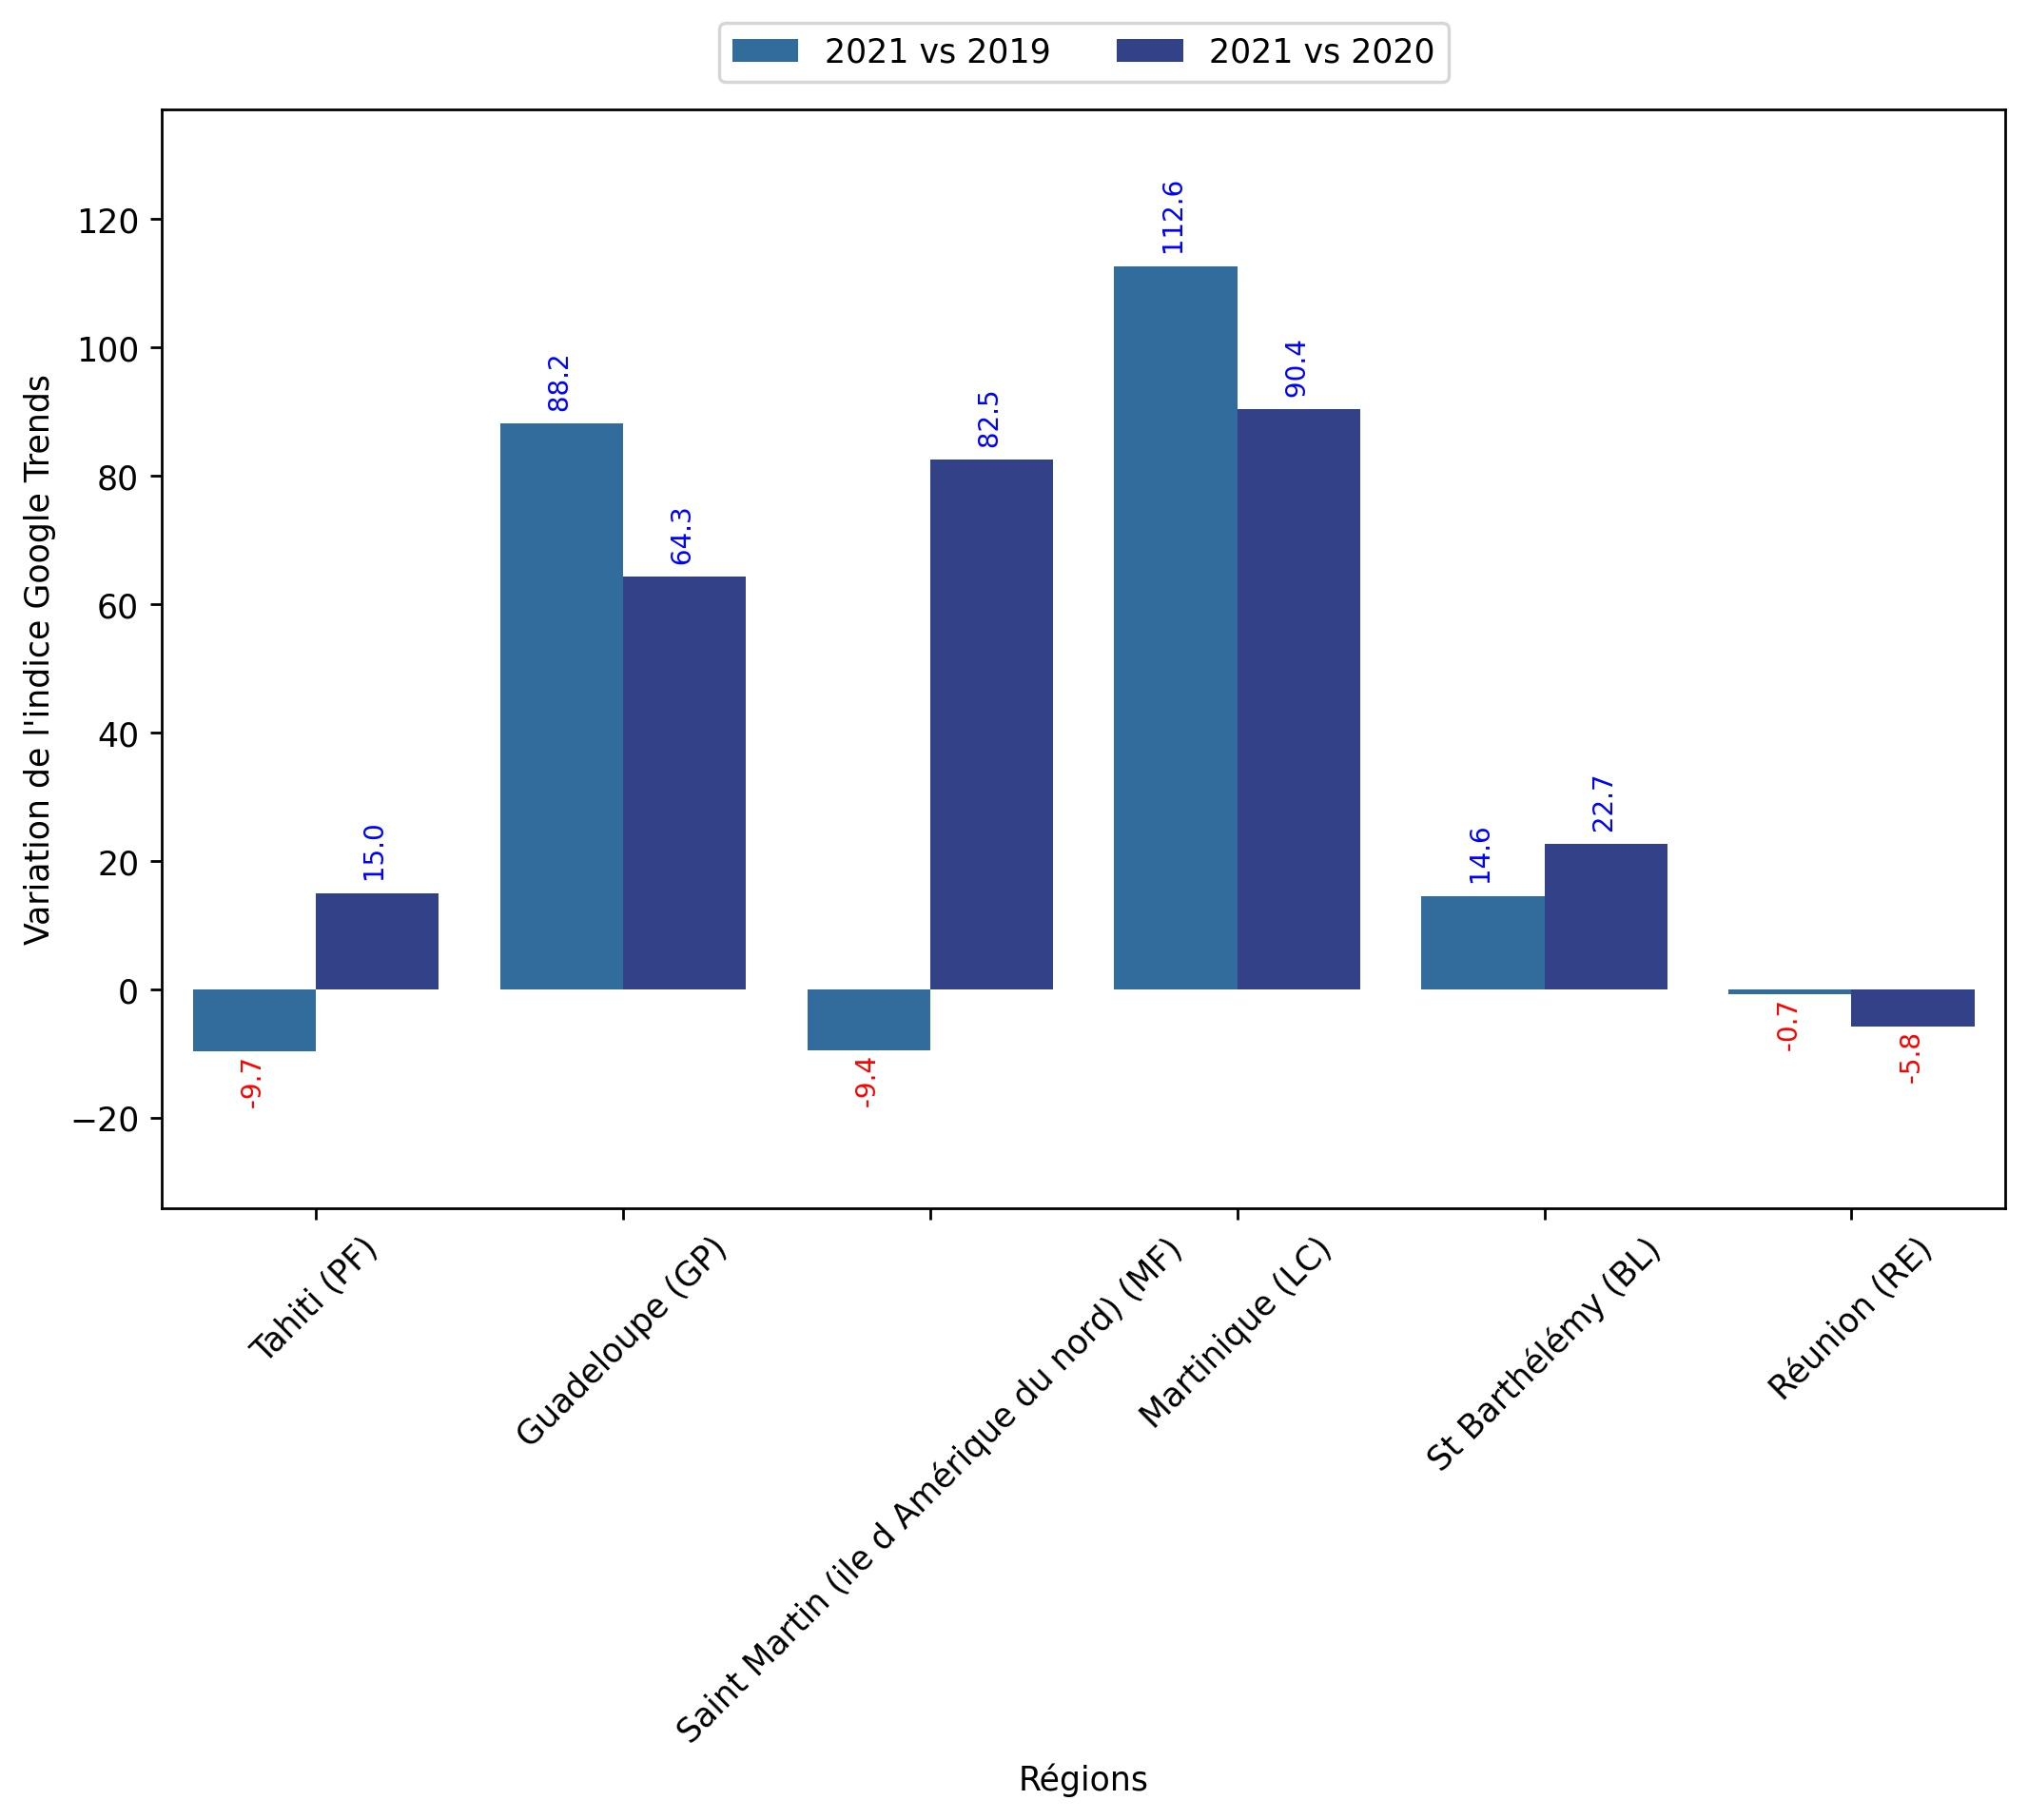 2021 vs 2019
2021 vs 2020
Variation de l'indice Google Trends
120
100
80
60
40
20
0
−20
-9.7
15.0
88.2
64.3
-9.4
82.5
112.6
90.4
14.6
22.7
-0.7
-5.8
Tahiti (PF)
Guadeloupe (GP)
Saint Martin (ile d Amérique du nord) (MF)
Martinique (LC)
St Barthélémy (BL)
Réunion (RE)
Régions